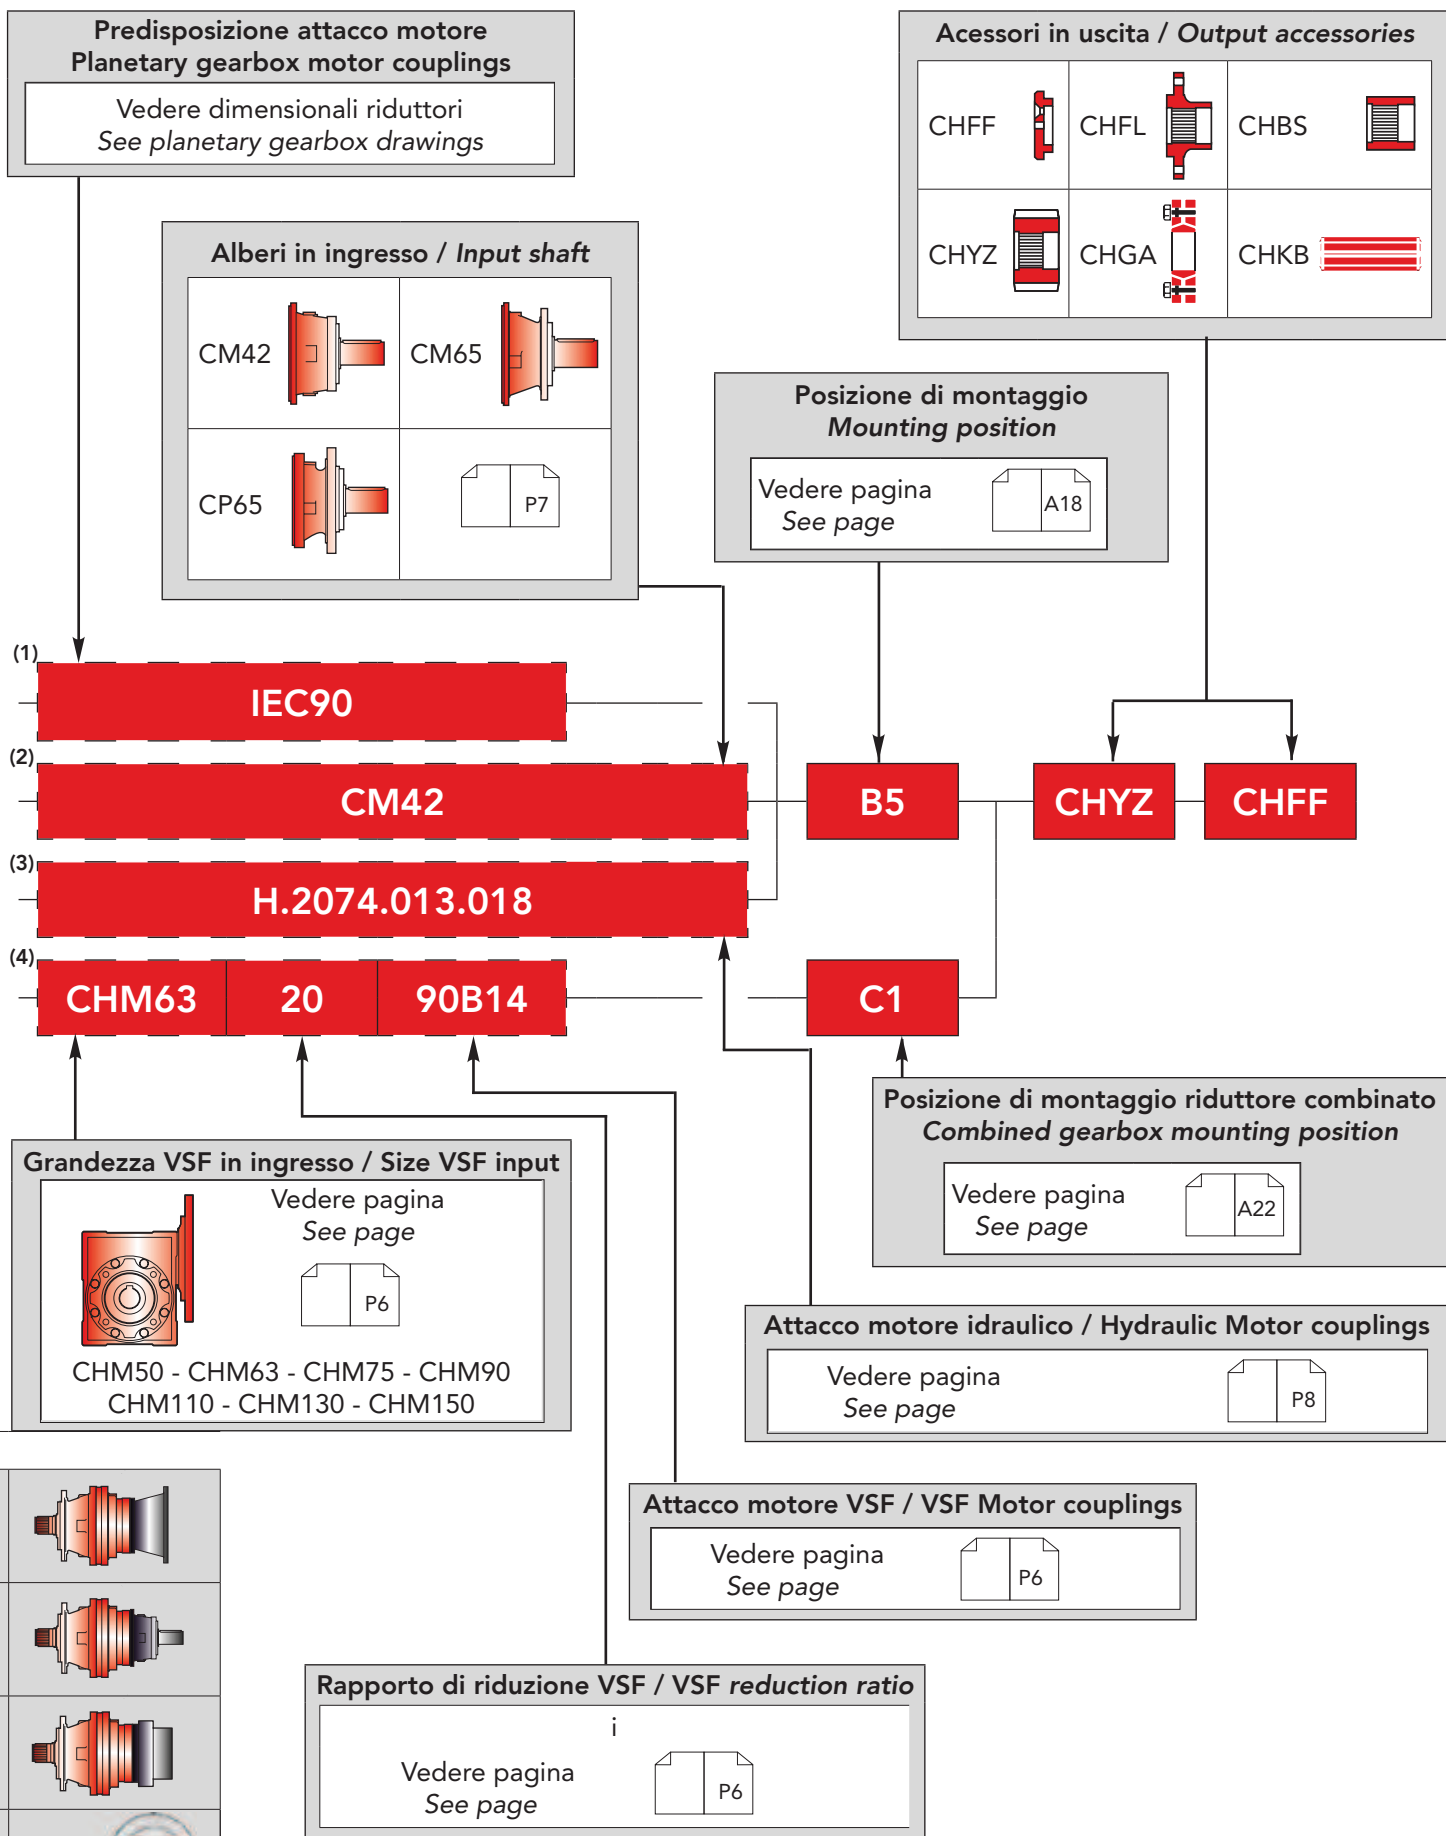 Predisposizione attacco motore
Planetary gearbox motor couplings
Vedere dimensionali riduttori
See planetary gearbox drawings
Acessori in uscita / Output accessories
CHFF
CHFL
CHBS
CHYZ
CHGA
CHKB
Alberi in ingresso / Input shaft
CM42
CM65
CP65
P7
Posizione di montaggio
Mounting position
Vedere pagina
See page
A18
(1)
IEC90
(2)
CM42
B5
CHYZ
CHFF
(3)
H.2074.013.018
(4)
CHM63
20
90B14
C1
Posizione di montaggio riduttore combinato
Combined gearbox mounting position
Vedere pagina
See page
A22
Grandezza VSF in ingresso / Size VSF input
Vedere pagina
See page
P6
CHM50 - CHM63 - CHM75 - CHM90
CHM110 - CHM130 - CHM150
Attacco motore idraulico / Hydraulic Motor couplings
Vedere pagina
See page
P8
Attacco motore VSF / VSF Motor couplings
Vedere pagina
See page
P6
Rapporto di riduzione VSF / VSF reduction ratio
i
Vedere pagina
See page
P6